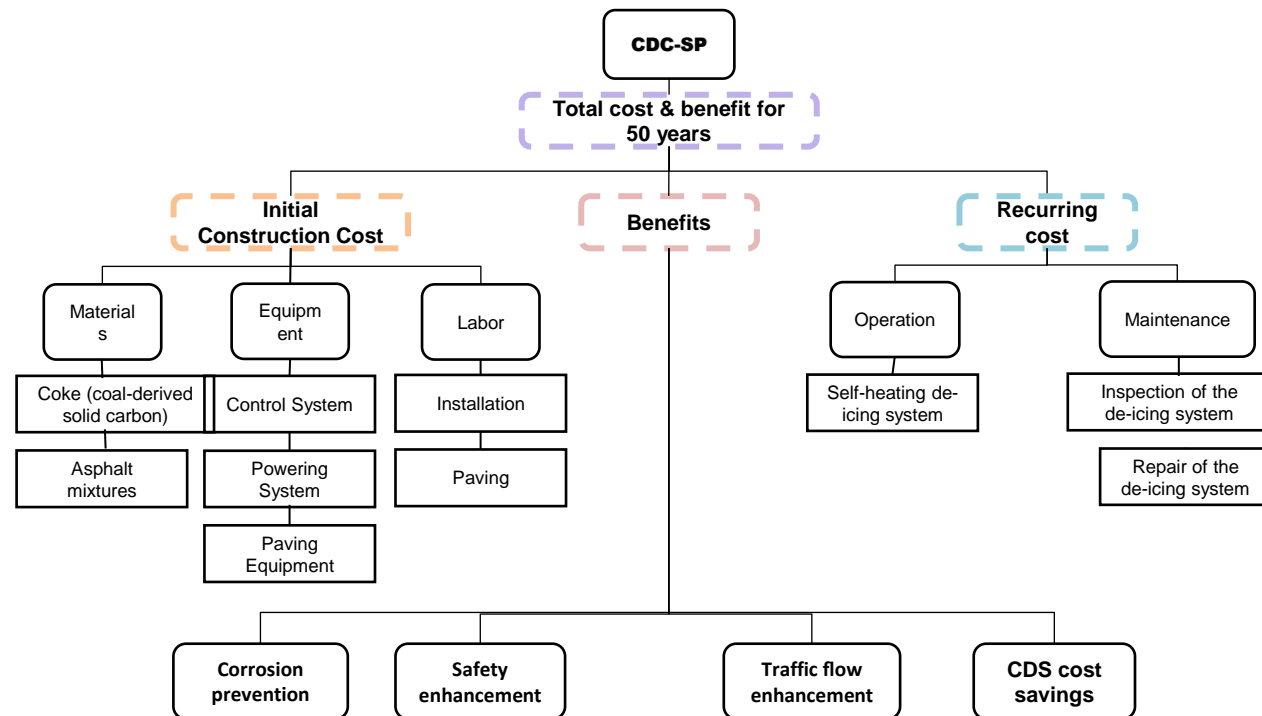 CDC-SP
Total cost & benefit for
50 years
Initial
Construction Cost
Benefits
Recurring
cost
Material
s
Equipm
ent
Labor
Operation
Maintenance
Coke (coal-derived
solid carbon)
Control System
Installation
Self-heating de-
icing system
Inspection of the
de-icing system
Asphalt
mixtures
Powering
System
Paving
Repair of the
de-icing system
Paving
Equipment
Corrosion
prevention
Safety
enhancement
Traffic flow
enhancement
CDS cost
savings